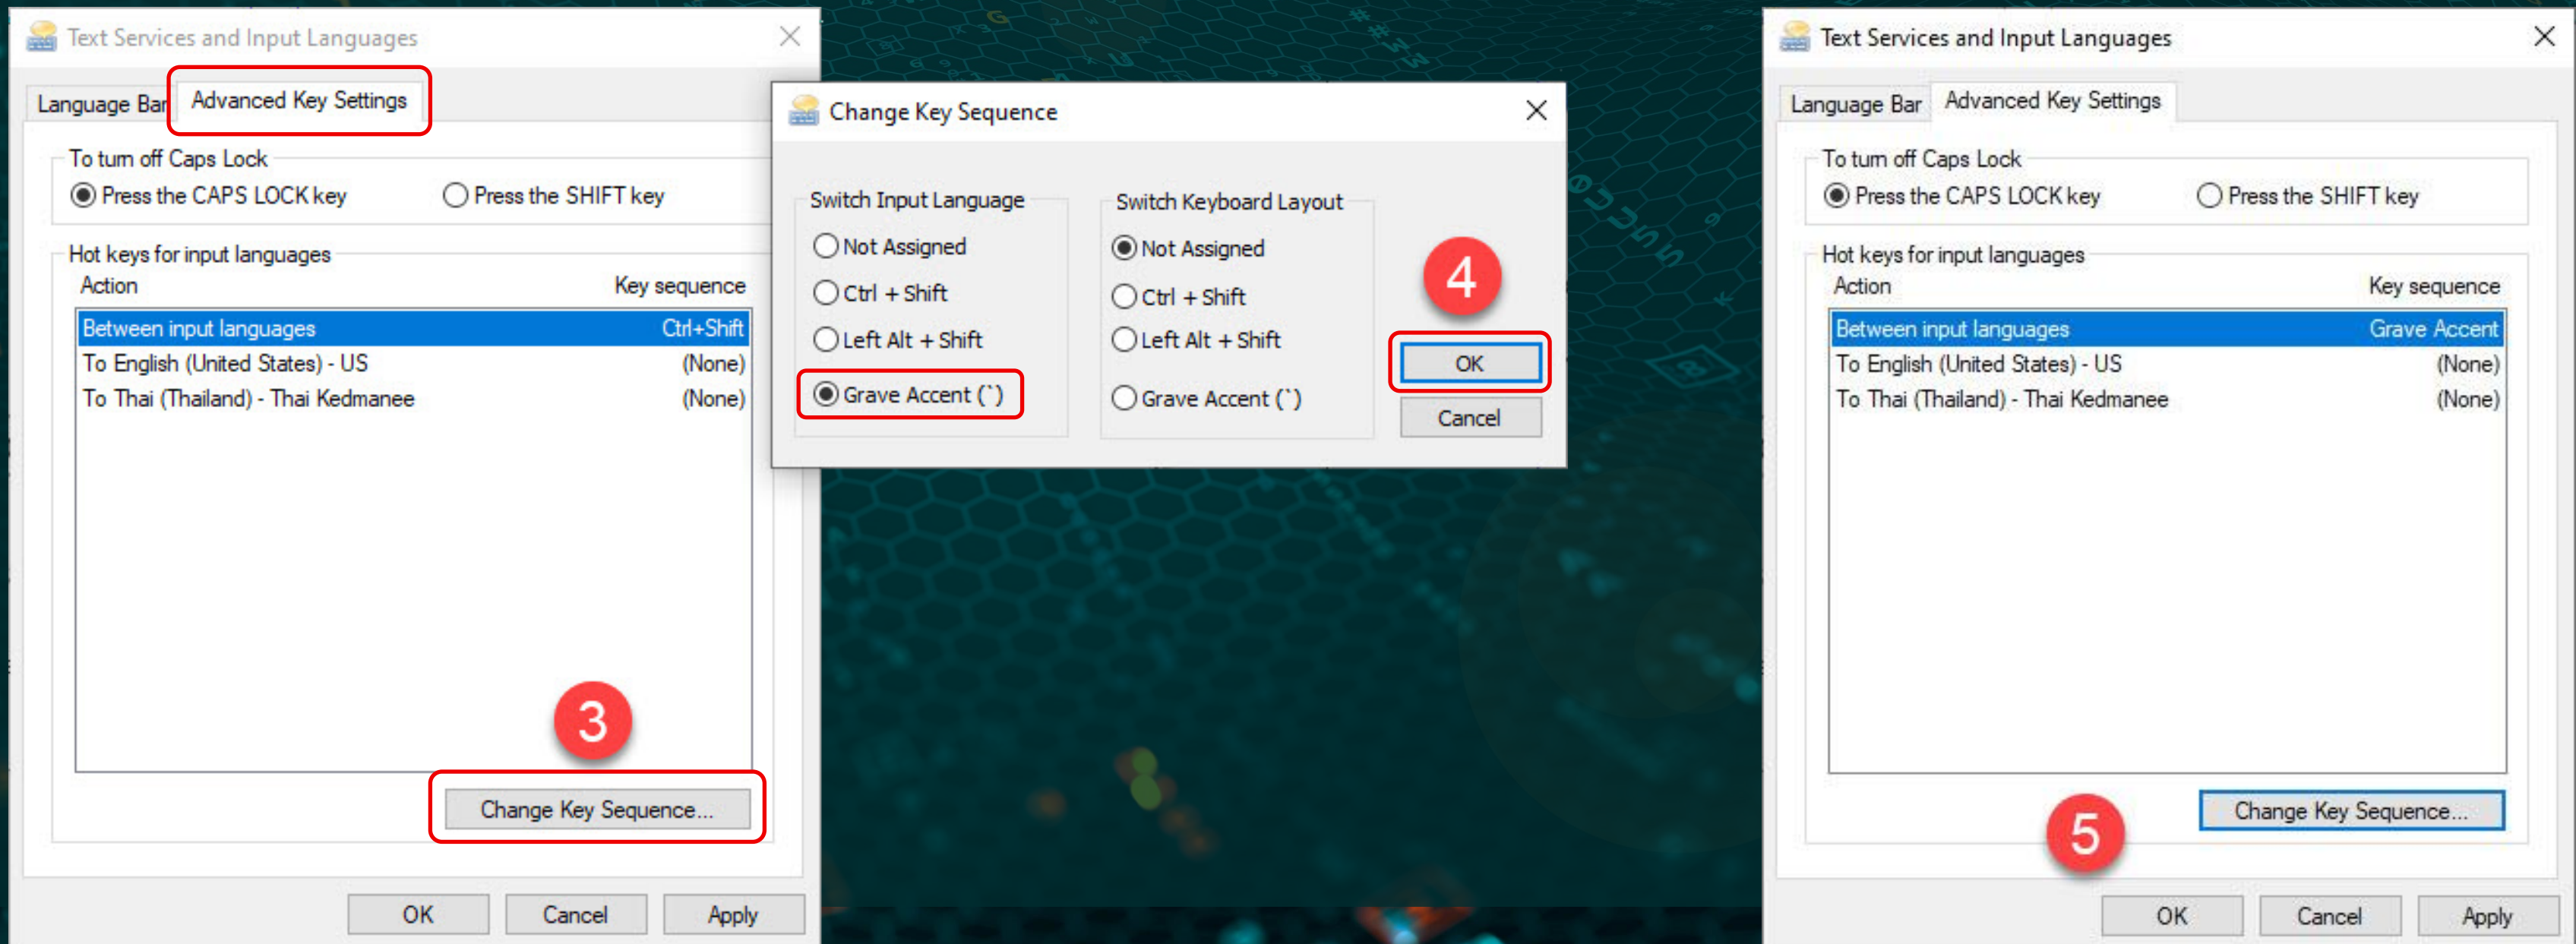 Text Services and Input Languages
Language Bar
Advanced Key Settings
To turn off Caps Lock
Press the CAPS LOCK key
Press the SHIFT key
Hot keys for input languages
Action
Key sequence
Between input languages
Ctrl+Shift
To English (United States) - US
(None)
To Thai (Thailand) - Thai Kedmanee
(None)
3
Change Key Sequence...
OK
Cancel
Apply
Change Key Sequence
Switch Input Language
Not Assigned
Ctrl + Shift
Left Alt + Shift
Grave Accent (`)
Switch Keyboard Layout
Not Assigned
Ctrl + Shift
Left Alt + Shift
Grave Accent (`)
4
OK
Cancel
Text Services and Input Languages
Language Bar
Advanced Key Settings
To turn off Caps Lock
Press the CAPS LOCK key
Press the SHIFT key
Hot keys for input languages
Action
Key sequence
Between input languages
Grave Accent
To English (United States) - US
(None)
To Thai (Thailand) - Thai Kedmanee
(None)
Change Key Sequence...
5
OK
Cancel
Apply